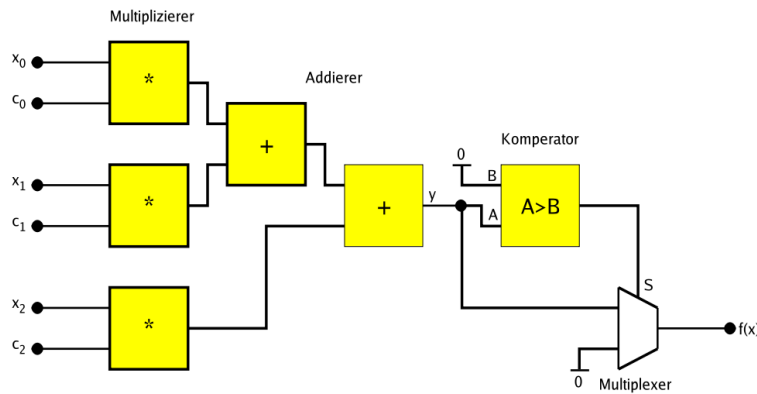 Multiplizierer
x0
*
c0
Addierer
+
Komperator
0
B
x1
*
c1
+
y
A
A>B
x2
*
c2
S
f(x)
0
Multiplexer